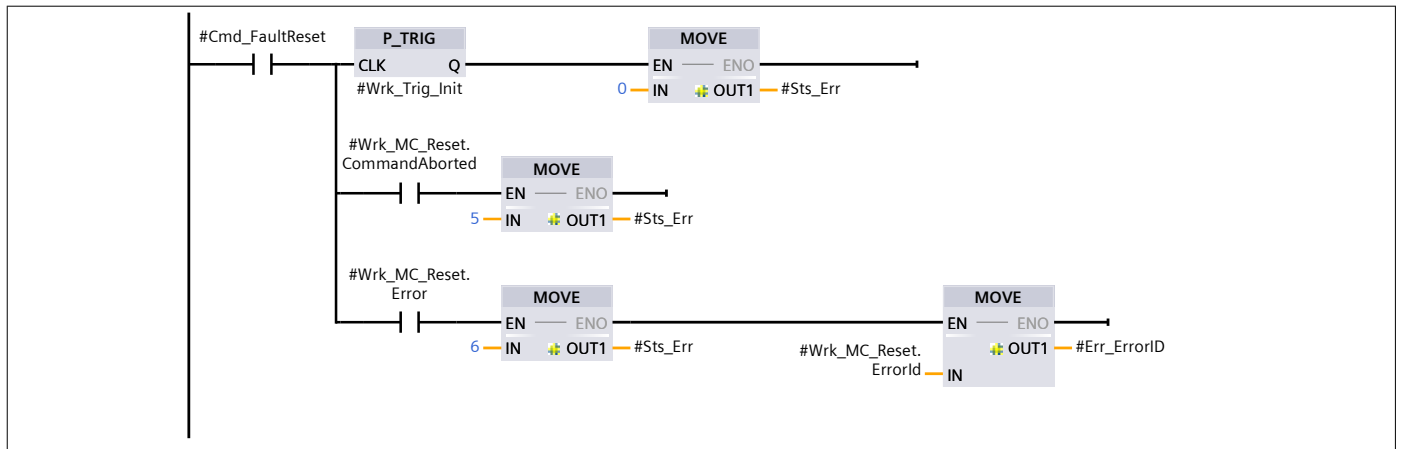 #Cmd_FaultReset
P_TRIG
CLK Q
#Wrk_Trig_Init
MOVE
EN ENO
0 IN OUT1 #Sts_Err
#Wrk_MC_Reset.
CommandAborted
MOVE
EN ENO
5 IN OUT1 #Sts_Err
#Wrk_MC_Reset.
Error
MOVE
EN ENO
6 IN OUT1 #Sts_Err
MOVE
EN ENO
OUT1 #Err_ErrorID
#Wrk_MC_Reset.
ErrorId IN